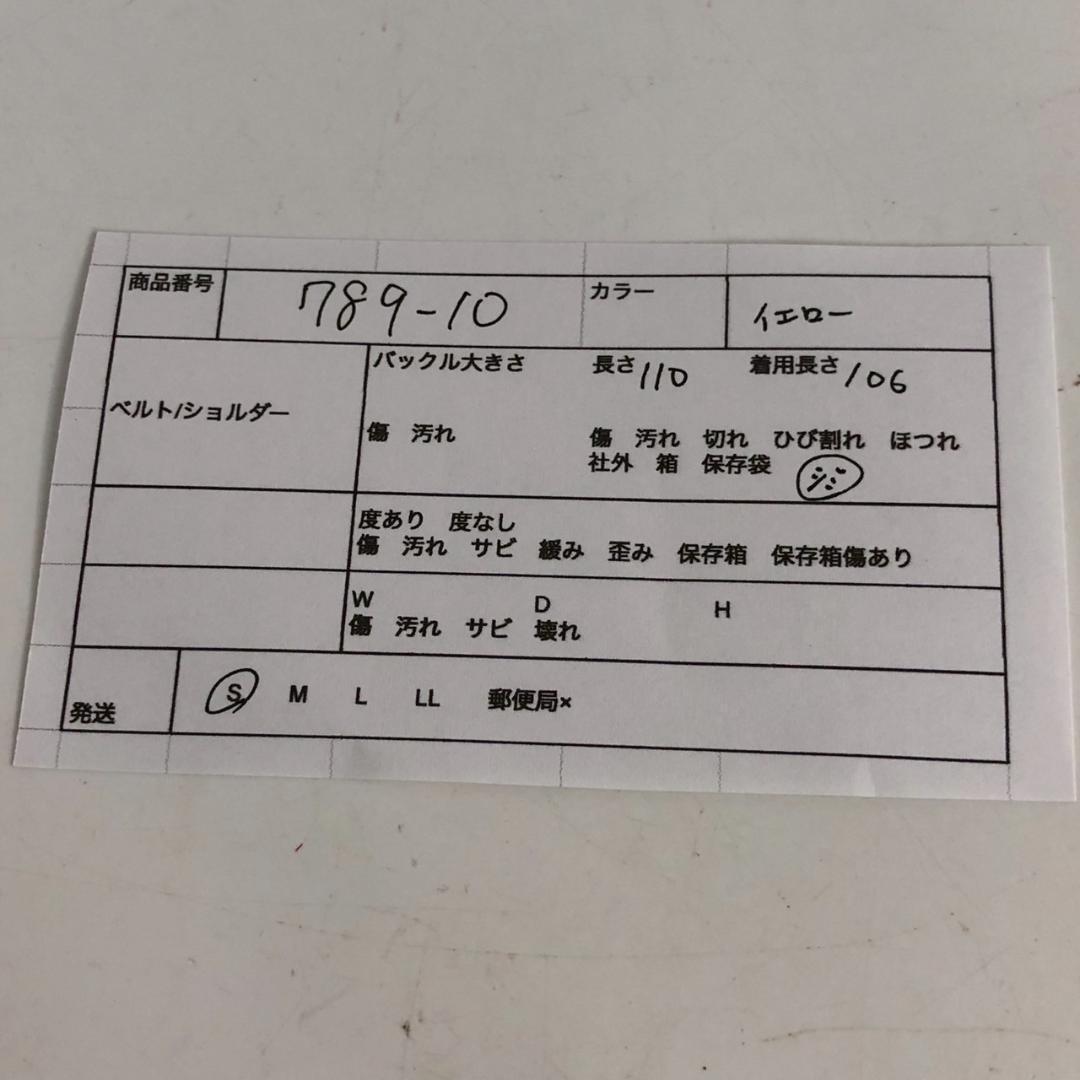 商品番号 789-10 カラー イエロー
ベルト/ショルダー
バックル大きさ 長さ 110 着用長さ 106
傷 汚れ 傷 汚れ 切れ ひび割れ ほつれ
社外 箱 保存袋 シミ
度あり 度なし
傷 汚れ サビ 緩み 歪み 保存箱 保存箱傷あり
W D H
傷 汚れ サビ 壊れ
発送 S M L LL 郵便局×